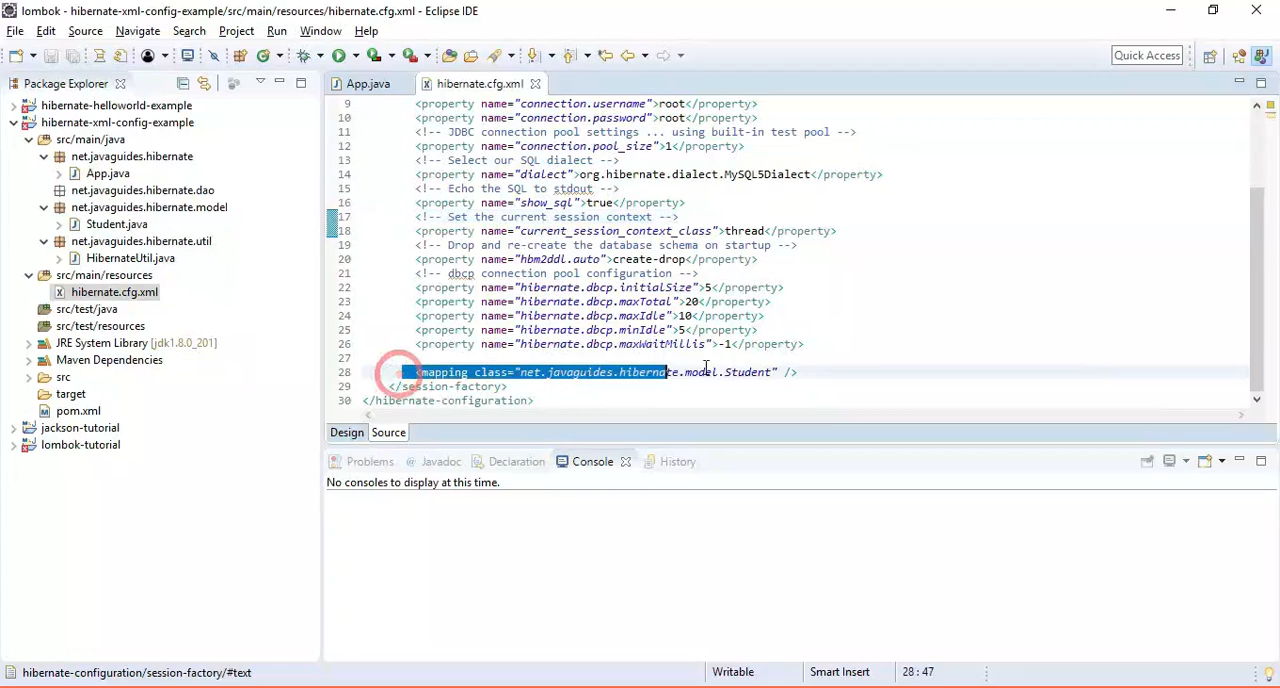 lombok - hibernate-xml-config-example/src/main/resources/hibernate.cfg.xml - Eclipse IDE
File Edit Source Navigate Search Project Run Window Help
Quick Access
Package Explorer
hibernate-helloworld-example
hibernate-xml-config-example
src/main/java
net.javaguides.hibernate
App.java
net.javaguides.hibernate.dao
net.javaguides.hibernate.model
Student.java
net.javaguides.hibernate.util
HibernateUtil.java
src/main/resources
hibernate.cfg.xml
src/test/java
src/test/resources
JRE System Library [jdk1.8.0_201]
Maven Dependencies
src
target
pom.xml
jackson-tutorial
lombok-tutorial
App.java hibernate.cfg.xml
9 <property name="connection.username">root</property>
10 <property name="connection.password">root</property>
11 <!-- JDBC connection pool settings ... using built-in test pool -->
12 <property name="connection.pool_size">1</property>
13 <!-- Select our SQL dialect -->
14 <property name="dialect">org.hibernate.dialect.MySQL5Dialect</property>
15 <!-- Echo the SQL to stdout -->
16 <property name="show_sql">true</property>
17 <!-- Set the current session context -->
18 <property name="current_session_context_class">thread</property>
19 <!-- Drop and re-create the database schema on startup -->
20 <property name="hbm2ddl.auto">create-drop</property>
21 <!-- dbcp connection pool configuration -->
22 <property name="hibernate.dbcp.initialSize">5</property>
23 <property name="hibernate.dbcp.maxTotal">20</property>
24 <property name="hibernate.dbcp.maxIdle">10</property>
25 <property name="hibernate.dbcp.minIdle">5</property>
26 <property name="hibernate.dbcp.maxWaitMillis">-1</property>
27
28 <mapping class="net.javaguides.hibernate.model.Student" />
29 </session-factory>
30 </hibernate-configuration>
Design Source
Problems Javadoc Declaration Console History
No consoles to display at this time.
hibernate-configuration/session-factory/#text Writable Smart Insert 28 : 47